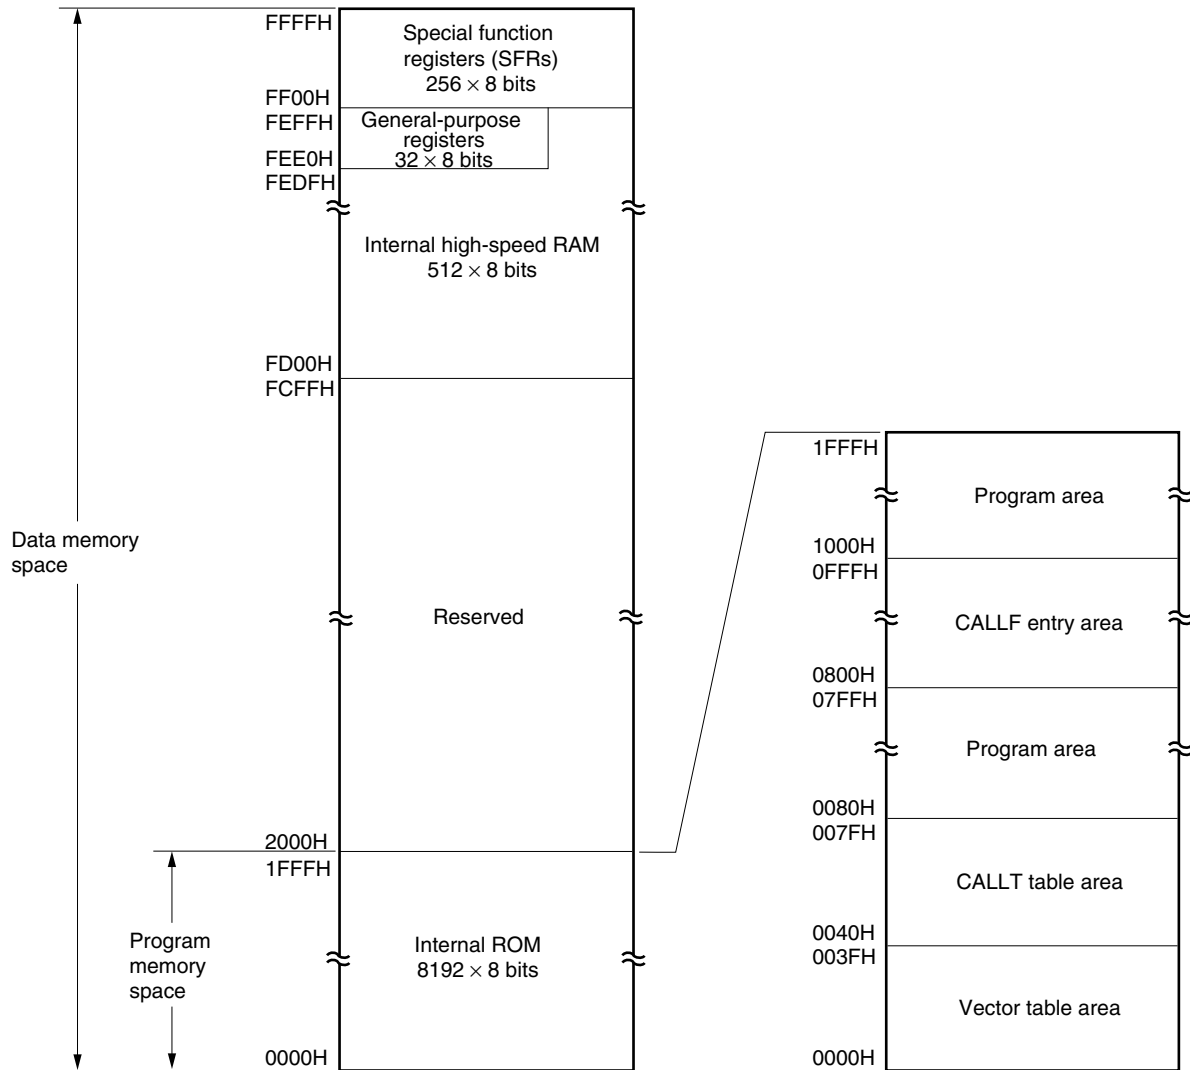 FFFFH
Special function
registers (SFRs)
256 × 8 bits
FF00H
FEFFH
General-purpose
registers
32 × 8 bits
FEE0H
FEDFH
Internal high-speed RAM
512 × 8 bits
FD00H
FCFFH
Data memory
space
Reserved
2000H
1FFFH
Program
memory
space
Internal ROM
8192 × 8 bits
0000H
1FFFH
Program area
1000H
0FFFH
CALLF entry area
0800H
07FFH
Program area
0080H
007FH
CALLT table area
0040H
003FH
Vector table area
0000H